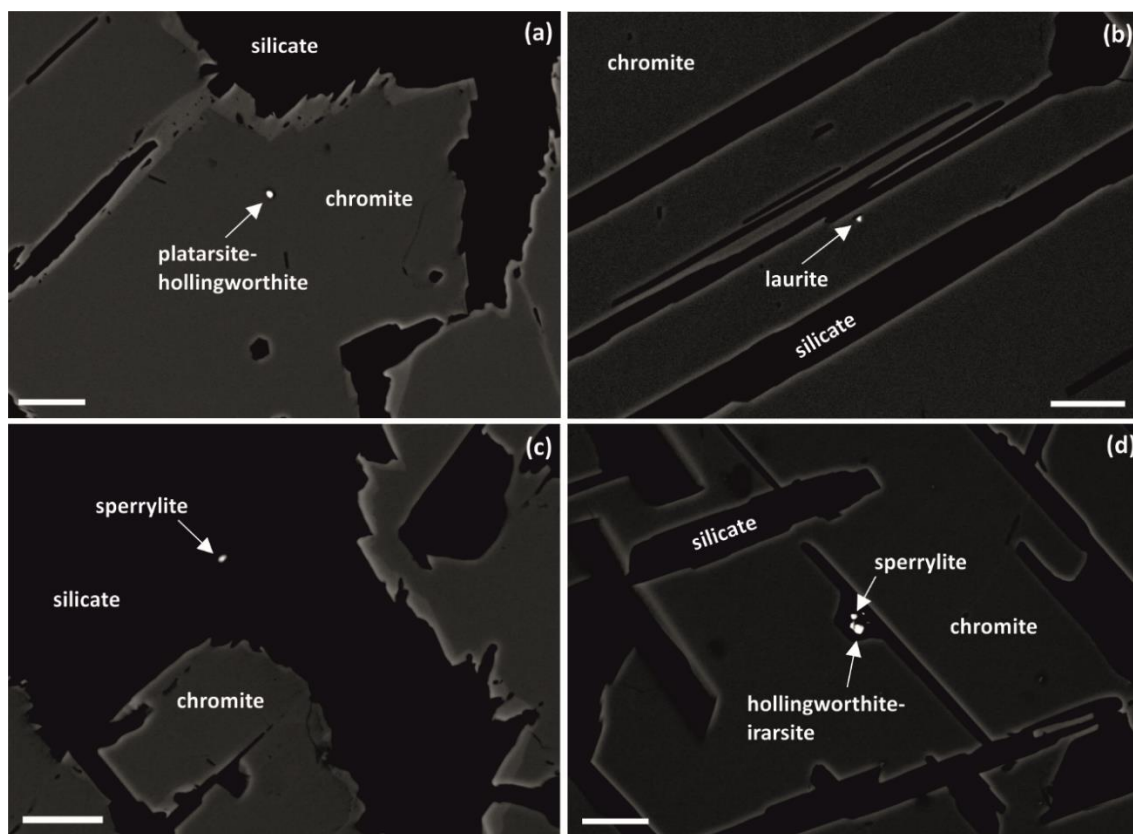 (a)
silicate
chromite
platarsite-
hollingworthite
(b)
chromite
laurite
silicate
(c)
sperrylite
silicate
chromite
(d)
silicate
sperrylite
chromite
hollingworthite-
irarsite